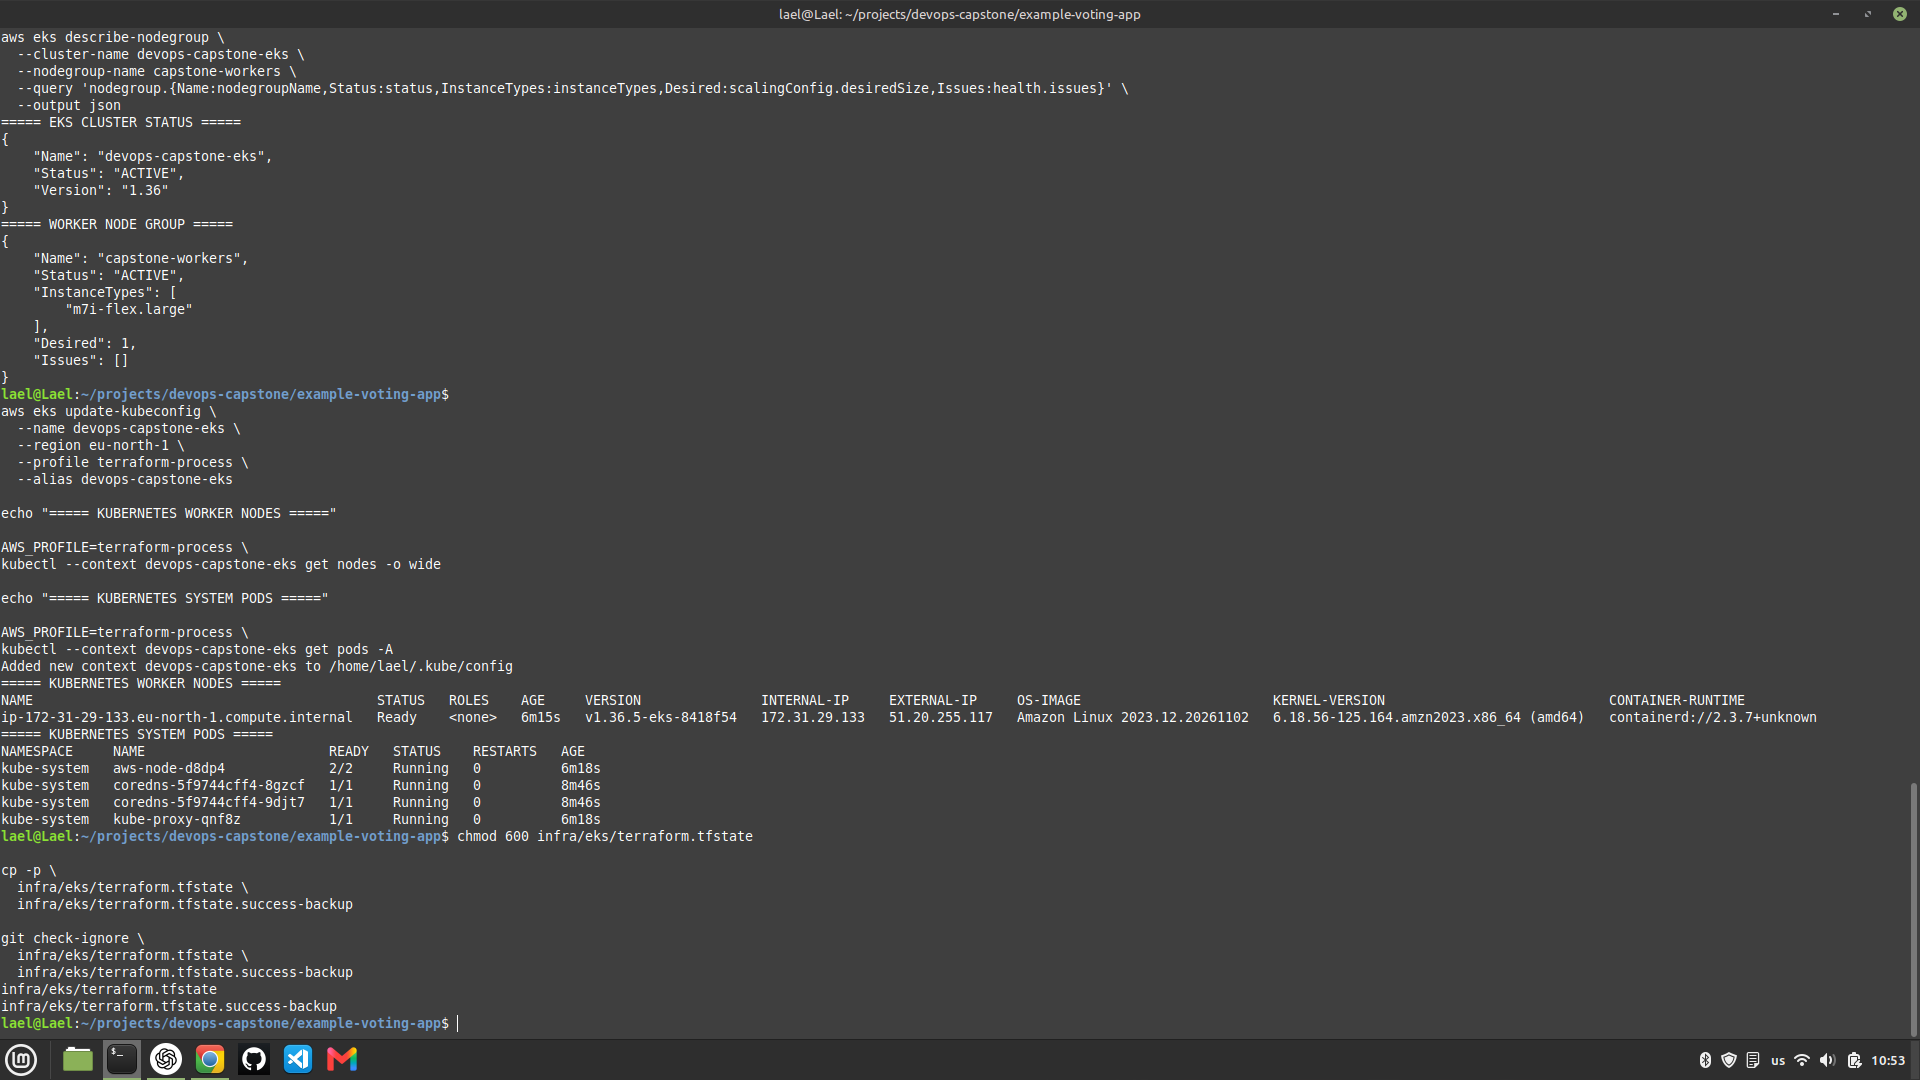 lael@Lael: ~/projects/devops-capstone/example-voting-app
aws eks describe-nodegroup \
  --cluster-name devops-capstone-eks \
  --nodegroup-name capstone-workers \
  --query 'nodegroup.{Name:nodegroupName,Status:status,InstanceTypes:instanceTypes,Desired:scalingConfig.desiredSize,Issues:health.issues}' \
  --output json
===== EKS CLUSTER STATUS =====
{
    "Name": "devops-capstone-eks",
    "Status": "ACTIVE",
    "Version": "1.36"
}
===== WORKER NODE GROUP =====
{
    "Name": "capstone-workers",
    "Status": "ACTIVE",
    "InstanceTypes": [
        "m7i-flex.large"
    ],
    "Desired": 1,
    "Issues": []
}
lael@Lael:~/projects/devops-capstone/example-voting-app$
aws eks update-kubeconfig \
  --name devops-capstone-eks \
  --region eu-north-1 \
  --profile terraform-process \
  --alias devops-capstone-eks

echo "===== KUBERNETES WORKER NODES ====="

AWS_PROFILE=terraform-process \
kubectl --context devops-capstone-eks get nodes -o wide

echo "===== KUBERNETES SYSTEM PODS ====="

AWS_PROFILE=terraform-process \
kubectl --context devops-capstone-eks get pods -A
Added new context devops-capstone-eks to /home/lael/.kube/config
===== KUBERNETES WORKER NODES =====
NAME                                           STATUS   ROLES    AGE     VERSION               INTERNAL-IP     EXTERNAL-IP     OS-IMAGE                        KERNEL-VERSION                            CONTAINER-RUNTIME
ip-172-31-29-133.eu-north-1.compute.internal   Ready    <none>   6m15s   v1.36.5-eks-8418f54   172.31.29.133   51.20.255.117   Amazon Linux 2023.12.20261102   6.18.56-125.164.amzn2023.x86_64 (amd64)   containerd://2.3.7+unknown
===== KUBERNETES SYSTEM PODS =====
NAMESPACE     NAME                       READY   STATUS    RESTARTS   AGE
kube-system   aws-node-d8dp4             2/2     Running   0          6m18s
kube-system   coredns-5f9744cff4-8gzcf   1/1     Running   0          8m46s
kube-system   coredns-5f9744cff4-9djt7   1/1     Running   0          8m46s
kube-system   kube-proxy-qnf8z           1/1     Running   0          6m18s
lael@Lael:~/projects/devops-capstone/example-voting-app$ chmod 600 infra/eks/terraform.tfstate

cp -p \
  infra/eks/terraform.tfstate \
  infra/eks/terraform.tfstate.success-backup

git check-ignore \
  infra/eks/terraform.tfstate \
  infra/eks/terraform.tfstate.success-backup
infra/eks/terraform.tfstate
infra/eks/terraform.tfstate.success-backup
lael@Lael:~/projects/devops-capstone/example-voting-app$
us 10:53